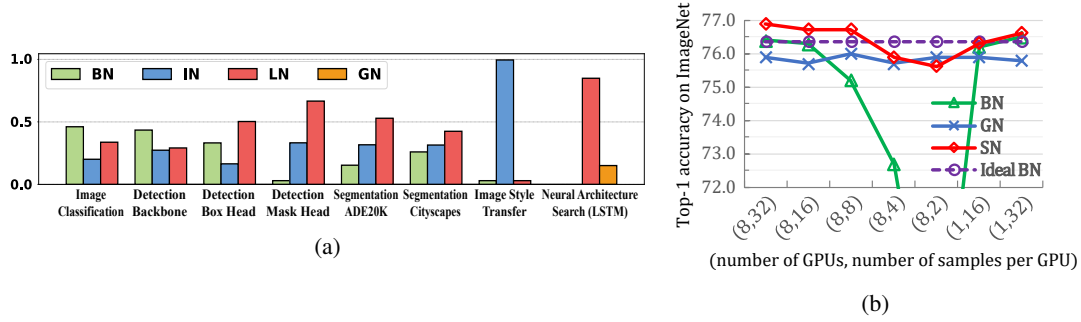 1.0
0.5
0.0
BN
IN
LN
GN
Image
Classification
Detection
Backbone
Detection
Box Head
Detection
Mask Head
Segmentation
ADE20K
Segmentation
Cityscapes
Image Style
Transfer
Neural Architecture
Search (LSTM)
(a)
Top-1 accuracy on ImageNet
77.0
76.0
75.0
74.0
73.0
72.0
BN
GN
SN
Ideal BN
(8,32)
(8,16)
(8,8)
(8,4)
(8,2)
(1,16)
(1,32)
(number of GPUs, number of samples per GPU)
(b)